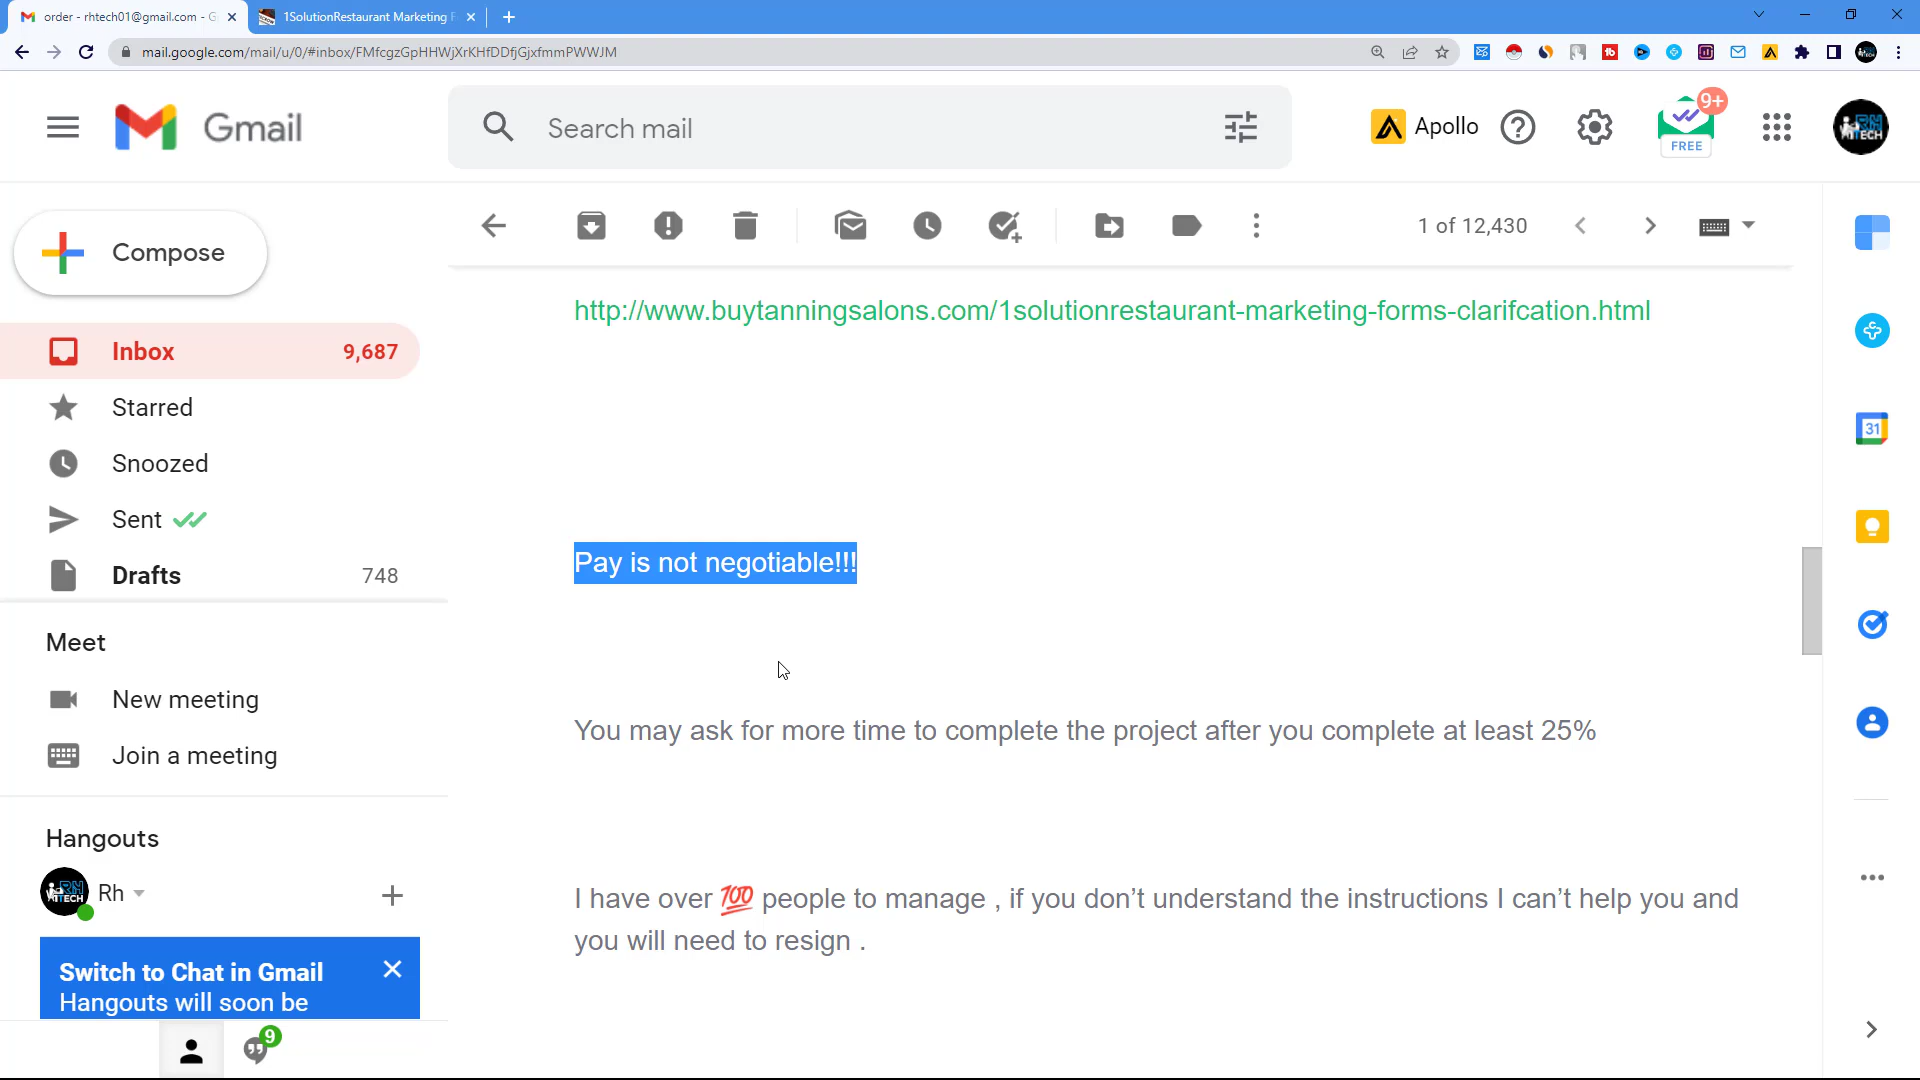 order - rhtech01@gmail.com - G
1SolutionRestaurant Marketing F
mail.google.com/mail/u/0/#inbox/FMfcgzGpHHWjXrKHfDDfjGjxfmmPWWJM
Gmail
Search mail
Apollo
9+
FREE
RH TECH
Compose
1 of 12,430
Inbox 9,687
Starred
Snoozed
Sent
Drafts 748
Meet
New meeting
Join a meeting
Hangouts
Rh
Switch to Chat in Gmail
Hangouts will soon be
9
http://www.buytanningsalons.com/1solutionrestaurant-marketing-forms-clarifcation.html
Pay is not negotiable!!!
You may ask for more time to complete the project after you complete at least 25%
I have over 💯 people to manage , if you don’t understand the instructions I can’t help you and
you will need to resign .
31